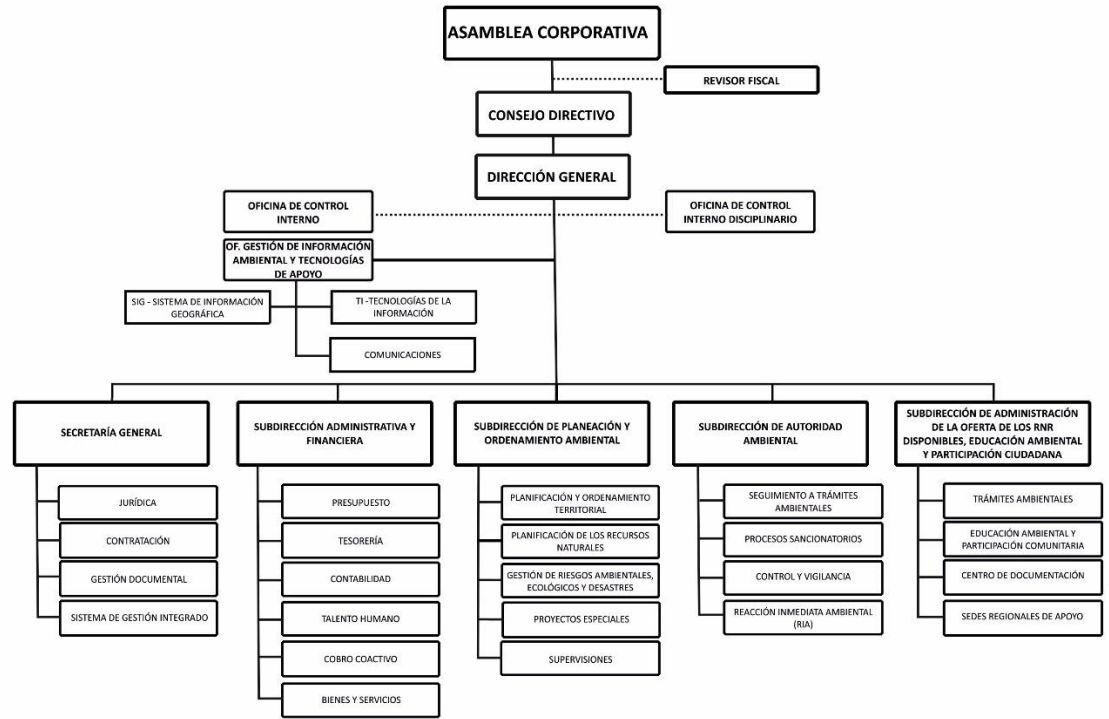 ASAMBLEA CORPORATIVA
REVISOR FISCAL
CONSEJO DIRECTIVO
DIRECCIÓN GENERAL
OFICINA DE CONTROL
INTERNO
OFICINA DE CONTROL
INTERNO DISCIPLINARIO
OF. GESTIÓN DE INFORMACIÓN
AMBIENTAL Y TECNOLOGÍAS
DE APOYO
SIG - SISTEMA DE INFORMACIÓN
GEOGRÁFICA
TI -TECNOLOGÍAS DE LA
INFORMACIÓN
COMUNICACIONES
SECRETARÍA GENERAL
JURÍDICA
CONTRATACIÓN
GESTIÓN DOCUMENTAL
SISTEMA DE GESTIÓN INTEGRADO
SUBDIRECCIÓN ADMINISTRATIVA Y
FINANCIERA
PRESUPUESTO
TESORERÍA
CONTABILIDAD
TALENTO HUMANO
COBRO COACTIVO
BIENES Y SERVICIOS
SUBDIRECCIÓN DE PLANEACIÓN Y
ORDENAMIENTO AMBIENTAL
PLANIFICACIÓN Y ORDENAMIENTO
TERRITORIAL
PLANIFICACIÓN DE LOS RECURSOS
NATURALES
GESTIÓN DE RIESGOS AMBIENTALES,
ECOLÓGICOS Y DESASTRES
PROYECTOS ESPECIALES
SUPERVISIONES
SUBDIRECCIÓN DE AUTORIDAD
AMBIENTAL
SEGUIMIENTO A TRÁMITES
AMBIENTALES
PROCESOS SANCIONATORIOS
CONTROL Y VIGILANCIA
REACCIÓN INMEDIATA AMBIENTAL
(RIA)
SUBDIRECCIÓN DE ADMINISTRACIÓN
DE LA OFERTA DE LOS RNR
DISPONIBLES, EDUCACIÓN AMBIENTAL
Y PARTICIPACIÓN CIUDADANA
TRÁMITES AMBIENTALES
EDUCACIÓN AMBIENTAL Y
PARTICIPACIÓN COMUNITARIA
CENTRO DE DOCUMENTACIÓN
SEDES REGIONALES DE APOYO